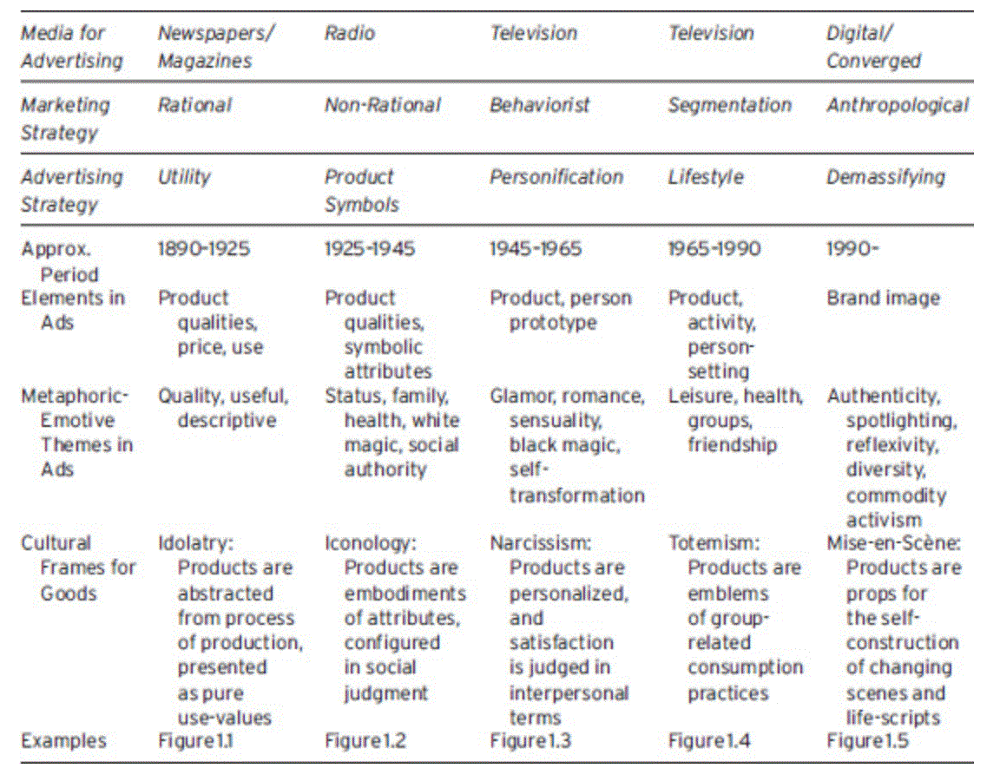 Media for Advertising Newspapers/ Magazines Radio Television Television Digital/ Converged
Marketing Strategy Rational Non-Rational Behaviorist Segmentation Anthropological
Advertising Strategy Utility Product Symbols Personification Lifestyle Demassifying
Approx. Period 1890-1925 1925-1945 1945-1965 1965-1990 1990-
Elements in Ads Product qualities, price, use Product qualities, symbolic attributes Product, person prototype Product, activity, person-setting Brand image
Metaphoric-Emotive Themes in Ads Quality, useful, descriptive Status, family, health, white magic, social authority Glamor, romance, sensuality, black magic, self-transformation Leisure, health, groups, friendship Authenticity, spotlighting, reflexivity, diversity, commodity activism
Cultural Frames for Goods Idolatry: Products are abstracted from process of production, presented as pure use-values Iconology: Products are embodiments of attributes, configured in social judgment Narcissism: Products are personalized, and satisfaction is judged in interpersonal terms Totemism: Products are emblems of group-related consumption practices Mise-en-Scène: Products are props for the self-construction of changing scenes and life-scripts
Examples Figure1.1 Figure1.2 Figure1.3 Figure1.4 Figure1.5